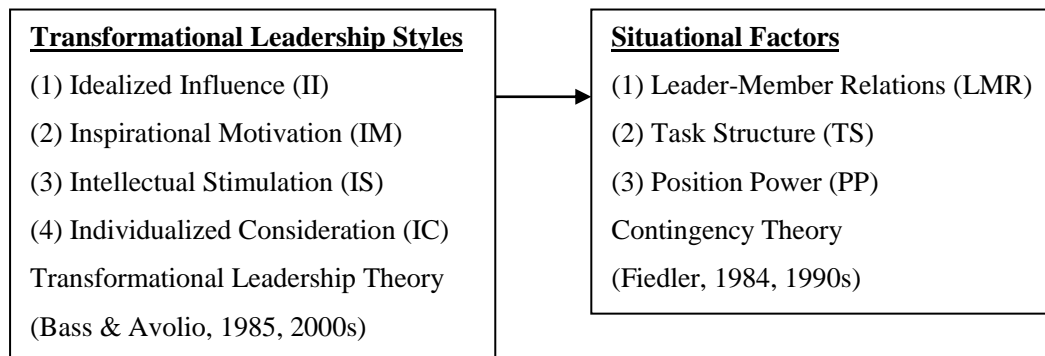 Transformational Leadership Styles
(1) Idealized Influence (II)
(2) Inspirational Motivation (IM)
(3) Intellectual Stimulation (IS)
(4) Individualized Consideration (IC)
Transformational Leadership Theory
(Bass & Avolio, 1985, 2000s)
Situational Factors
(1) Leader-Member Relations (LMR)
(2) Task Structure (TS)
(3) Position Power (PP)
Contingency Theory
(Fiedler, 1984, 1990s)